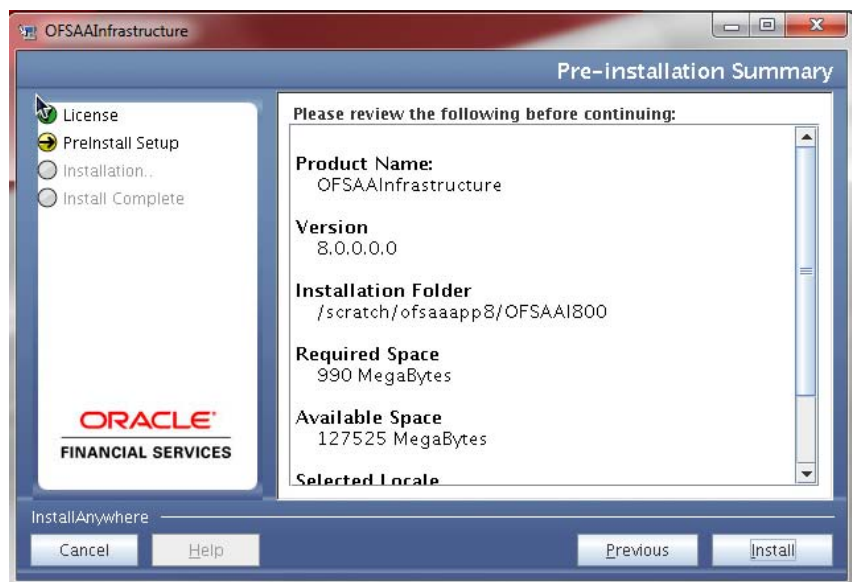 OFSAAInfrastructure
Pre-installation Summary
License
PreInstall Setup
Installation..
Install Complete
ORACLE
FINANCIAL SERVICES
Please review the following before continuing:
Product Name:
OFSAAInfrastructure
Version
8.0.0.0.0
Installation Folder
/scratch/ofsaaapp8/OFSAAI800
Required Space
990 MegaBytes
Available Space
127525 MegaBytes
Selected Locale
InstallAnywhere
Cancel Help Previous Install